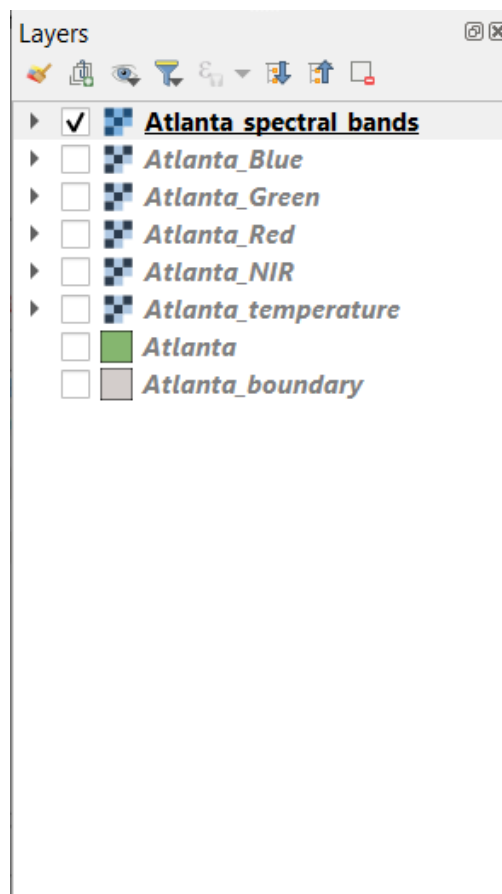 Layers
Atlanta_spectral_bands
Atlanta_Blue
Atlanta_Green
Atlanta_Red
Atlanta_NIR
Atlanta_temperature
Atlanta
Atlanta_boundary